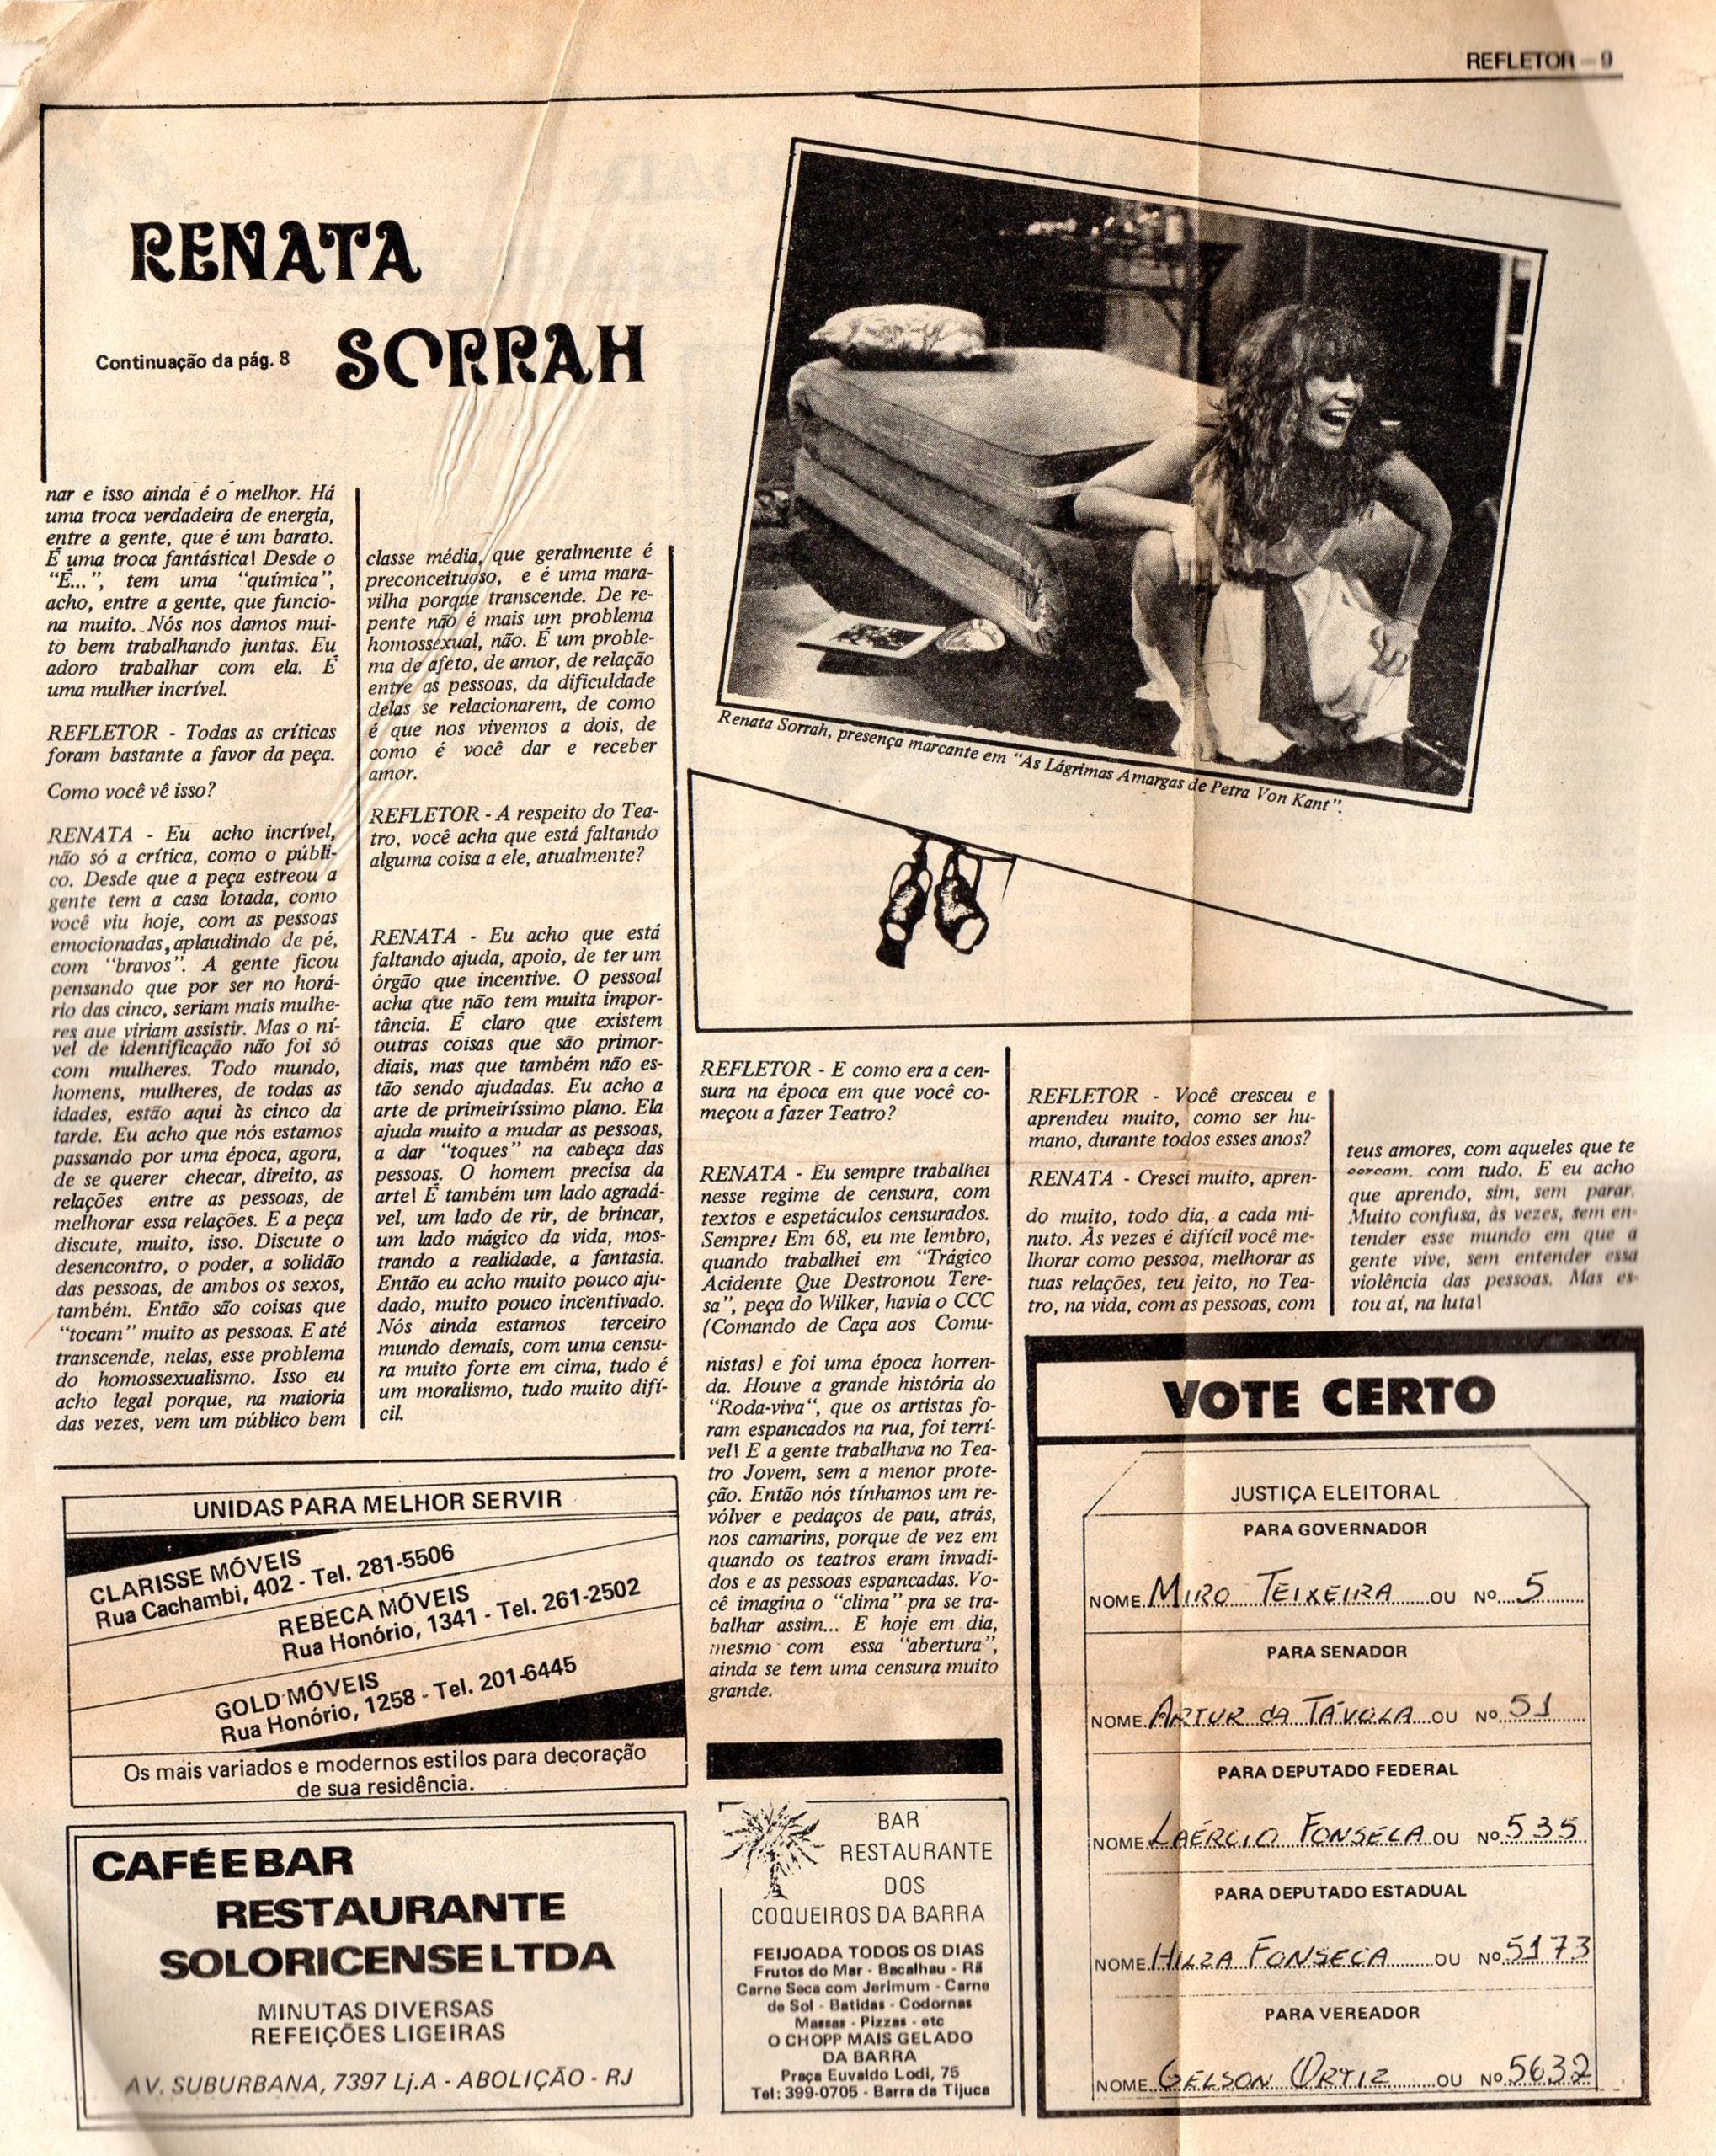 REFLETOR — 9
RENATA
SORRAH
Continuação da pág. 8
nar e isso ainda é o melhor. Há
uma troca verdadeira de energia,
entre a gente, que é um barato.
É uma troca fantástica! Desde o
"É...", tem uma "química",
acho, entre a gente, que funcio-
na muito. Nós nos damos mui-
to bem trabalhando juntas. Eu
adoro trabalhar com ela. É
uma mulher incrível.
REFLETOR - Todas as críticas
foram bastante a favor da peça.
Como você vê isso?
RENATA - Eu acho incrível,
não só a crítica, como o públi-
co. Desde que a peça estreou a
gente tem a casa lotada, como
você viu hoje, com as pessoas
emocionadas, aplaudindo de pé,
com "bravos". A gente ficou
pensando que por ser no horá-
rio das cinco, seriam mais mulhe-
res que viriam assistir. Mas o ní-
vel de identificação não foi só
com mulheres. Todo mundo,
homens, mulheres, de todas as
idades, estão aqui às cinco da
tarde. Eu acho que nós estamos
passando por uma época, agora,
de se querer checar, direito, as
relações entre as pessoas, de
melhorar essa relações. E a peça
discute, muito, isso. Discute o
desencontro, o poder, a solidão
das pessoas, de ambos os sexos,
também. Então são coisas que
"tocam" muito as pessoas. E até
transcende, nelas, esse problema
do homossexualismo. Isso eu
acho legal porque, na maioria
das vezes, vem um público bem
classe média, que geralmente é
preconceituoso, e é uma mara-
vilha porque transcende. De re-
pente não é mais um problema
homossexual, não. É um proble-
ma de afeto, de amor, de relação
entre as pessoas, da dificuldade
delas se relacionarem, de como
é que nos vivemos a dois, de
como é você dar e receber
amor.
REFLETOR - A respeito do Tea-
tro, você acha que está faltando
alguma coisa a ele, atualmente?
RENATA - Eu acho que está
faltando ajuda, apoio, de ter um
órgão que incentive. O pessoal
acha que não tem muita impor-
tância. É claro que existem
outras coisas que são primor-
diais, mas que também não es-
tão sendo ajudadas. Eu acho a
arte de primeiríssimo plano. Ela
ajuda muito a mudar as pessoas,
a dar "toques" na cabeça das
pessoas. O homem precisa da
arte! É também um lado agradá-
vel, um lado de rir, de brincar,
um lado mágico da vida, mos-
trando a realidade, a fantasia.
Então eu acho muito pouco aju-
dado, muito pouco incentivado.
Nós ainda estamos terceiro
mundo demais, com uma censu-
ra muito forte em cima, tudo é
um moralismo, tudo muito difí-
cil.
Renata Sorrah, presença marcante em "As Lágrimas Amargas de Petra Von Kant".
REFLETOR - E como era a cen-
sura na época em que você co-
meçou a fazer Teatro?
RENATA - Eu sempre trabalhei
nesse regime de censura, com
textos e espetáculos censurados.
Sempre! Em 68, eu me lembro,
quando trabalhei em "Trágico
Acidente Que Destronou Tere-
sa", peça do Wilker, havia o CCC
(Comando de Caça aos Comu-
nistas) e foi uma época horren-
da. Houve a grande história do
"Roda-viva", que os artistas fo-
ram espancados na rua, foi terrí-
vel! E a gente trabalhava no Tea-
tro Jovem, sem a menor prote-
ção. Então nós tínhamos um re-
vólver e pedaços de pau, atrás,
nos camarins, porque de vez em
quando os teatros eram invadi-
dos e as pessoas espancadas. Vo-
cê imagina o "clima" pra se tra-
balhar assim... E hoje em dia,
mesmo com essa "abertura",
ainda se tem uma censura muito
grande.
REFLETOR - Você cresceu e
aprendeu muito, como ser hu-
mano, durante todos esses anos?
RENATA - Cresci muito, apren-
do muito, todo dia, a cada mi-
nuto. Às vezes é difícil você me-
lhorar como pessoa, melhorar as
tuas relações, teu jeito, no Tea-
tro, na vida, com as pessoas, com
teus amores, com aqueles que te
com tudo. E eu acho
que aprendo, sim, sem parar.
Muito confusa, às vezes, sem en-
tender esse mundo em que a
gente vive, sem entender essa
violência das pessoas. Mas es-
tou aí, na luta!
UNIDAS PARA MELHOR SERVIR
CLARISSE MÓVEIS
Rua Cachambi, 402 - Tel. 281-5506
REBECA MÓVEIS
Rua Honório, 1341 - Tel. 261-2502
GOLD MÓVEIS
Rua Honório, 1258 - Tel. 201-6445
Os mais variados e modernos estilos para decoração
de sua residência.
CAFÉ E BAR
RESTAURANTE
SOLORICENSE LTDA
MINUTAS DIVERSAS
REFEIÇÕES LIGEIRAS
AV. SUBURBANA, 7397 Lj.A - ABOLIÇÃO - RJ
BAR
RESTAURANTE
DOS
COQUEIROS DA BARRA
FEIJOADA TODOS OS DIAS
Frutos do Mar - Bacalhau - Rã
Carne Seca com Jerimum - Carne
de Sol - Batidas - Codornas
Massas - Pizzas - etc
O CHOPP MAIS GELADO
DA BARRA
Praça Euvaldo Lodi, 75
Tel: 399-0705 - Barra da Tijuca
VOTE CERTO
JUSTIÇA ELEITORAL
PARA GOVERNADOR
NOME MIRO TEIXEIRA OU Nº 5
PARA SENADOR
NOME ARTUR DA TÁVOLA OU Nº 51
PARA DEPUTADO FEDERAL
NOME LAÉRCIO FONSECA OU Nº 535
PARA DEPUTADO ESTADUAL
NOME HILZA FONSECA OU Nº 5173
PARA VEREADOR
NOME GELSON ORTIZ OU Nº 5632